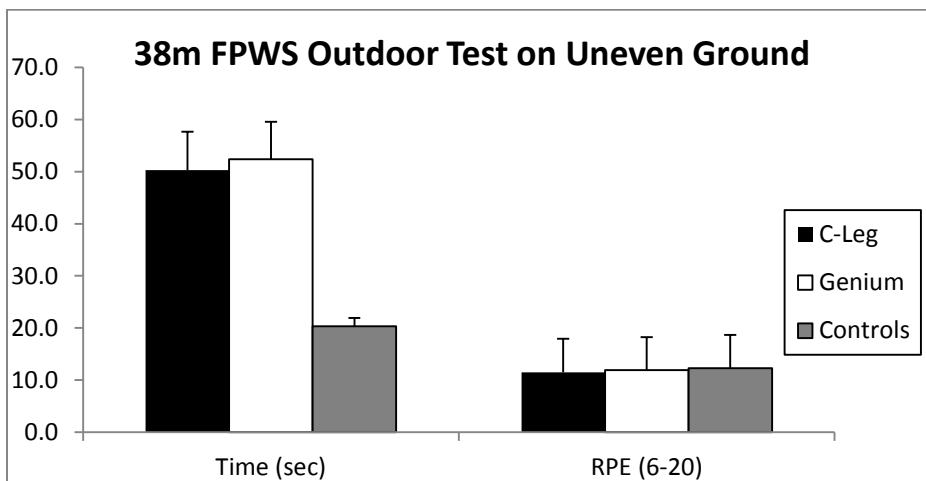 38m FPWS Outdoor Test on Uneven Ground
70.0
60.0
50.0
40.0
30.0
20.0
10.0
0.0
Time (sec)
RPE (6-20)
C-Leg
Genium
Controls